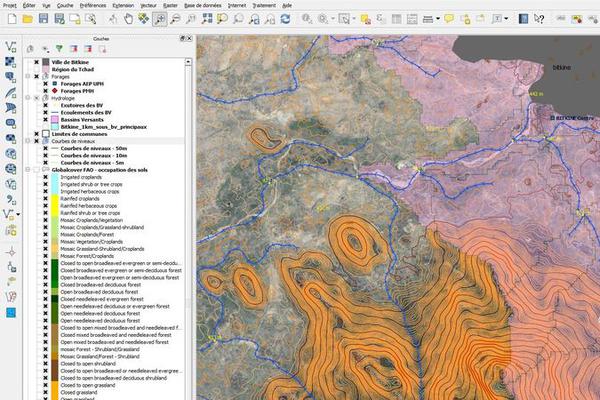 Projet Éditer Vue Couche Préférences Extension Vecteur Raster Base de données Internet Traitement Aide
Couches
Ville de Bitkine
Région du Tchad
Forages
Forages AEP UPH
Forages PMH
Hydrologie
Exutoires des BV
Ecoulements des BV
Bassins Versants
Bitkine_1km_sous_bv_principaux
Limites de communes
Courbes de niveaux
Courbes de niveaux - 50m
Courbes de niveaux - 10m
Courbes de niveaux - 5m
Globalcover FAO - occupation des sols
Irrigated croplands
Irrigated shrub or tree crops
Irrigated herbaceous crops
Rainfed croplands
Rainfed herbaceous crops
Rainfed shrub or tree crops
Mosaic Croplands/Vegetation
Mosaic Croplands/Grassland-shrubland
Mosaic Croplands/Forest
Mosaic Vegetation/Croplands
Mosaic Grassland-Shrubland/Croplands
Mosaic Forest/Croplands
Closed to open broadleaved evergreen or semi-decidu...
Closed broadleaved evergreen or semi-deciduous forest
Open broadleaved evergreen or semi-deciduous forest
Closed broadleaved deciduous forest
Open broadleaved deciduous forest
Closed needleleaved evergreen forest
Open needleleaved deciduous or evergreen forest
Open needleleaved deciduous forest
Open needleleaved evergreen forest
Closed to open mixed broadleaved and needleleaved f...
Closed mixed broadleaved and needleleaved forest
Open mixed broadleaved and needleleaved forest
Mosaic Forest - Shrubland/Grassland
Mosaic Grassland/Forest - Shrubland
Closed to open shrubland
Closed to open broadleaved or needleleaved evergree...
Closed to open broadleaved deciduous shrubland
Closed to open grassland
Closed grassland
Open grassland
bitkine
442 m
BITKINE Centre